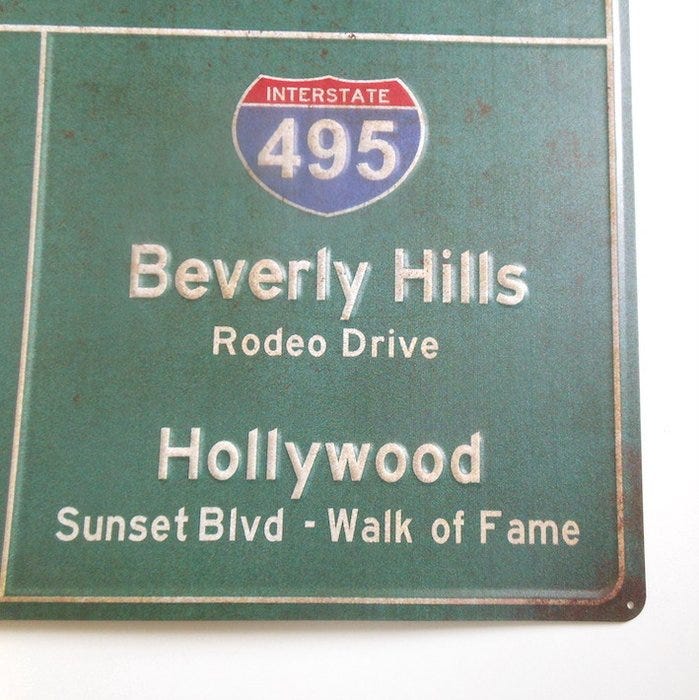 INTERSTATE
495
Beverly Hills
Rodeo Drive
Hollywood
Sunset Blvd - Walk of Fame